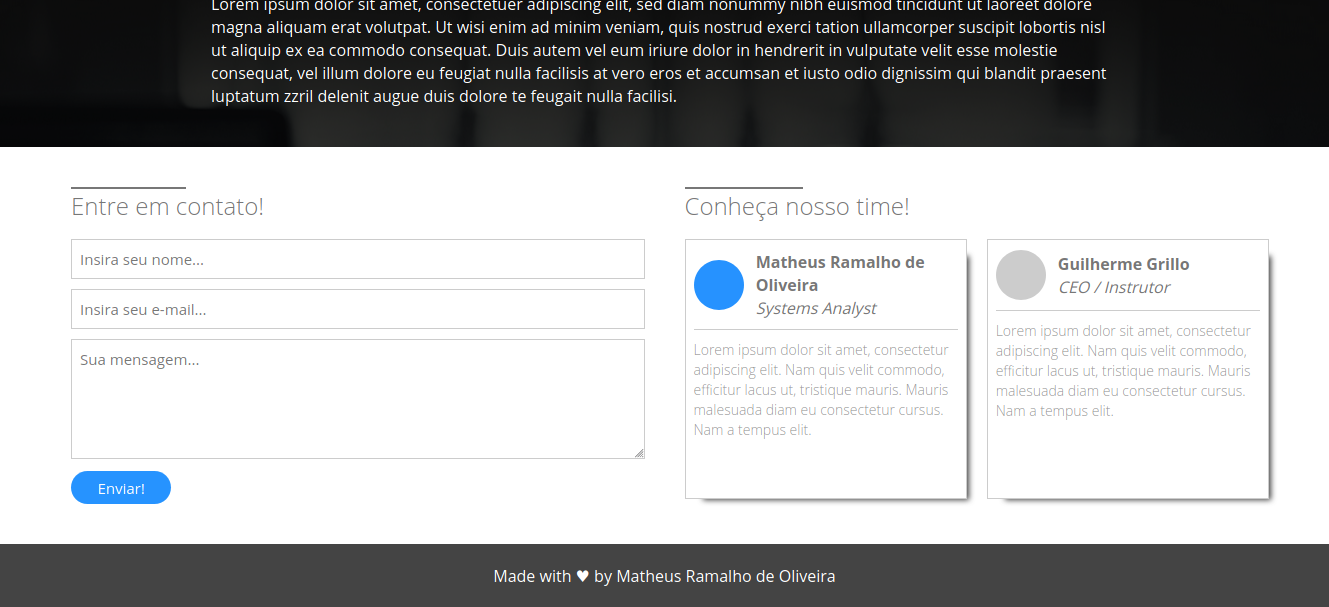 Lorem ipsum dolor sit amet, consectetuer adipiscing elit, sed diam nonummy nibh euismod tincidunt ut laoreet dolore
magna aliquam erat volutpat. Ut wisi enim ad minim veniam, quis nostrud exerci tation ullamcorper suscipit lobortis nisl
ut aliquip ex ea commodo consequat. Duis autem vel eum iriure dolor in hendrerit in vulputate velit esse molestie
consequat, vel illum dolore eu feugiat nulla facilisis at vero eros et accumsan et iusto odio dignissim qui blandit praesent
luptatum zzril delenit augue duis dolore te feugait nulla facilisi.
Entre em contato!
Insira seu nome...
Insira seu e-mail...
Sua mensagem...
Enviar!
Conheça nosso time!
Matheus Ramalho de
Oliveira
Systems Analyst
Lorem ipsum dolor sit amet, consectetur
adipiscing elit. Nam quis velit commodo,
efficitur lacus ut, tristique mauris. Mauris
malesuada diam eu consectetur cursus.
Nam a tempus elit.
Guilherme Grillo
CEO / Instrutor
Lorem ipsum dolor sit amet, consectetur
adipiscing elit. Nam quis velit commodo,
efficitur lacus ut, tristique mauris. Mauris
malesuada diam eu consectetur cursus.
Nam a tempus elit.
Made with ♥ by Matheus Ramalho de Oliveira